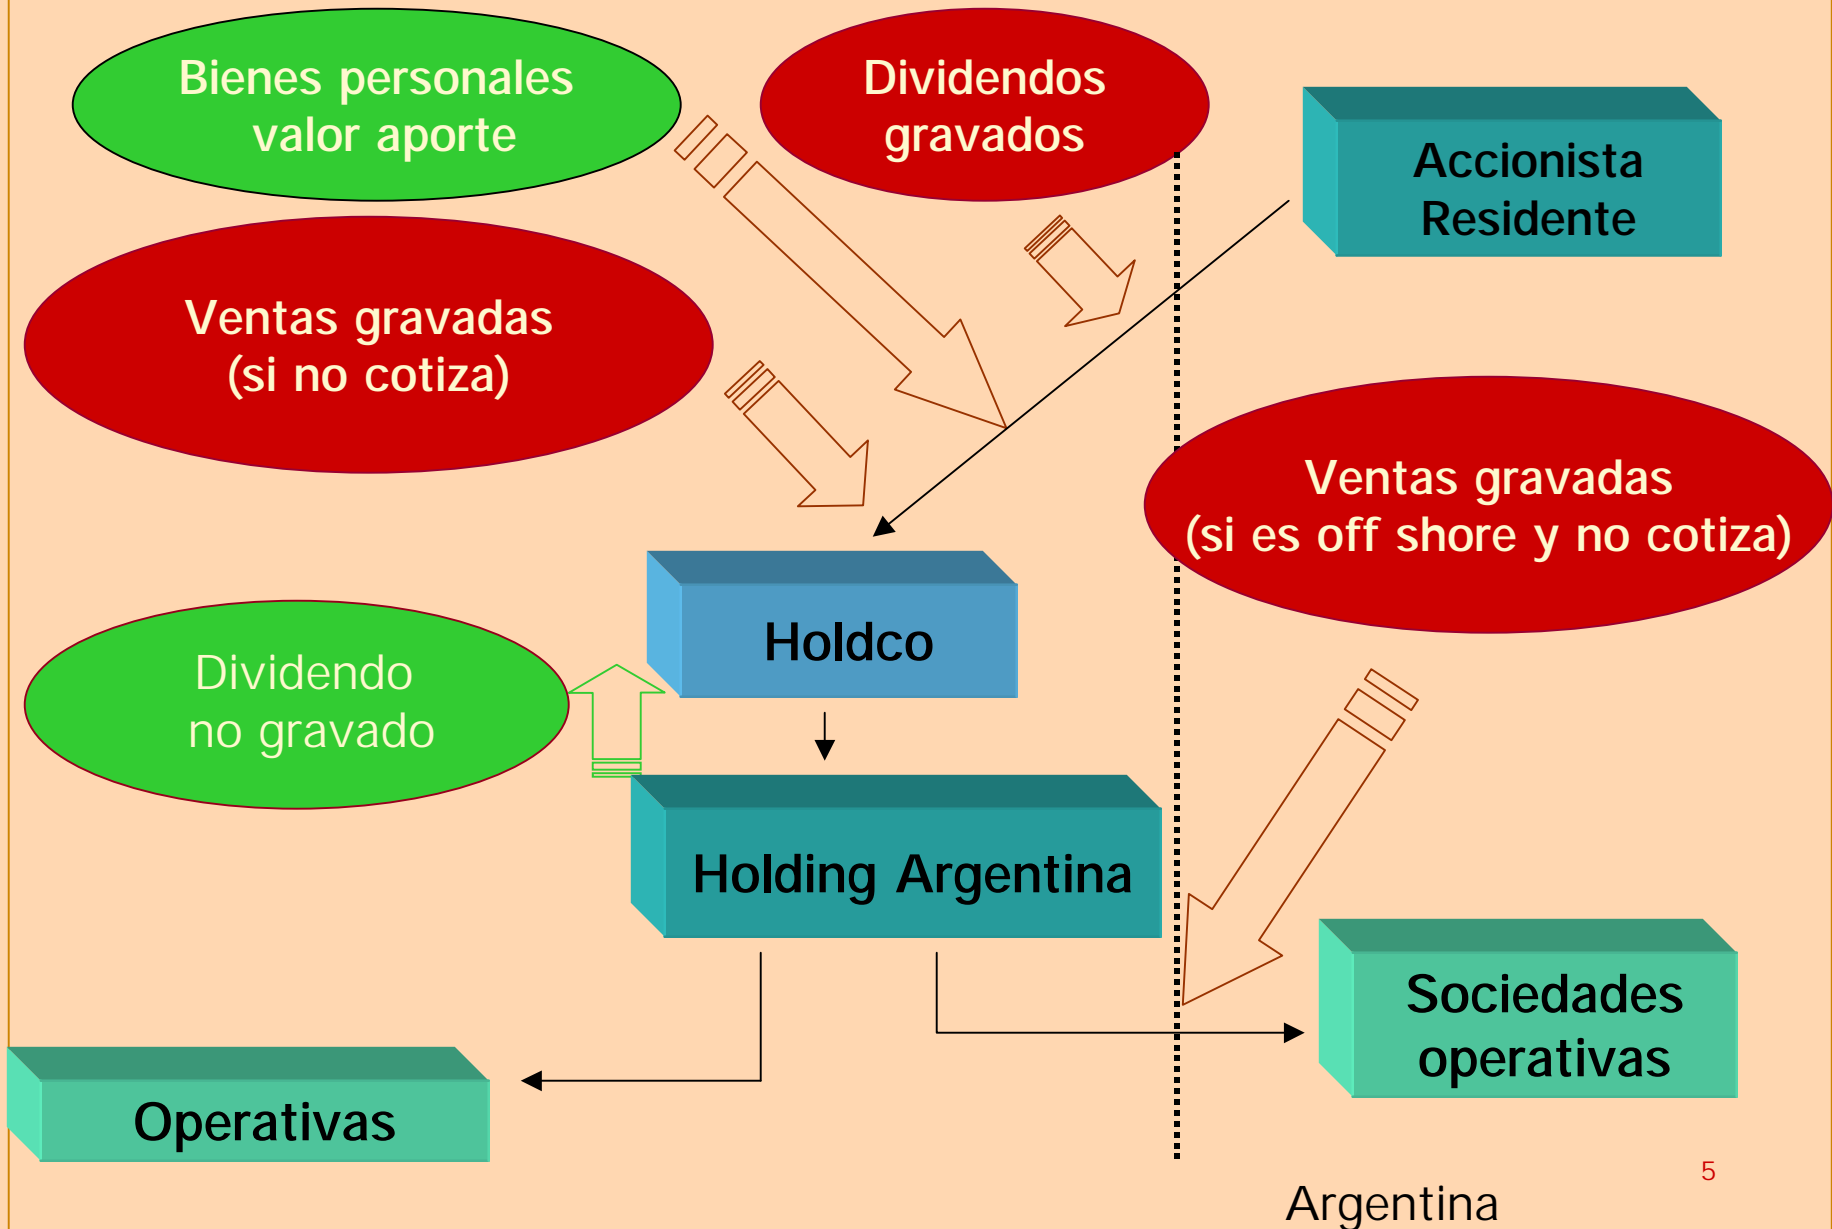 Bienes personales
valor aporte
Dividendos
gravados
Accionista
Residente
Ventas gravadas
(si no cotiza)
Ventas gravadas
(si es off shore y no cotiza)
Holdco
Dividendo
no gravado
Holding Argentina
Sociedades
operativas
Operativas
5
Argentina